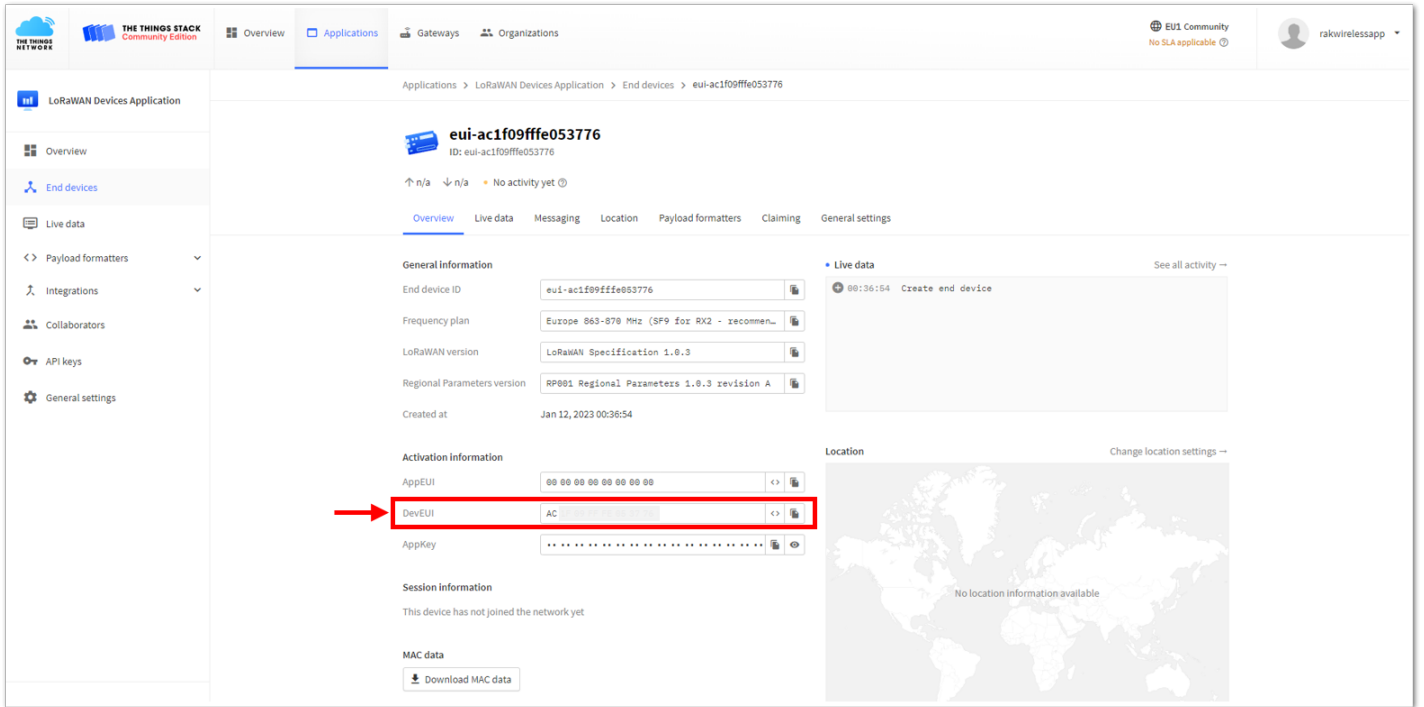 THE THINGS NETWORK
THE THINGS STACK
Community Edition
Overview
Applications
Gateways
Organizations
EU1 Community
No SLA applicable
rakwirelessapp
LoRaWAN Devices Application
Overview
End devices
Live data
Payload formatters
Integrations
Collaborators
API keys
General settings
Applications > LoRaWAN Devices Application > End devices > eui-ac1f09fffe053776
eui-ac1f09fffe053776
ID: eui-ac1f09fffe053776
↑ n/a ↓ n/a • No activity yet
Overview Live data Messaging Location Payload formatters Claiming General settings
General information
End device ID eui-ac1f09fffe053776
Frequency plan Europe 863-870 MHz (SF9 for RX2 - recommen…
LoRaWAN version LoRaWAN Specification 1.0.3
Regional Parameters version RP001 Regional Parameters 1.0.3 revision A
Created at Jan 12, 2023 00:36:54
Activation information
AppEUI 00 00 00 00 00 00 00 00
DevEUI AC
AppKey
Session information
This device has not joined the network yet
MAC data
Download MAC data
• Live data See all activity →
00:36:54 Create end device
Location Change location settings →
No location information available